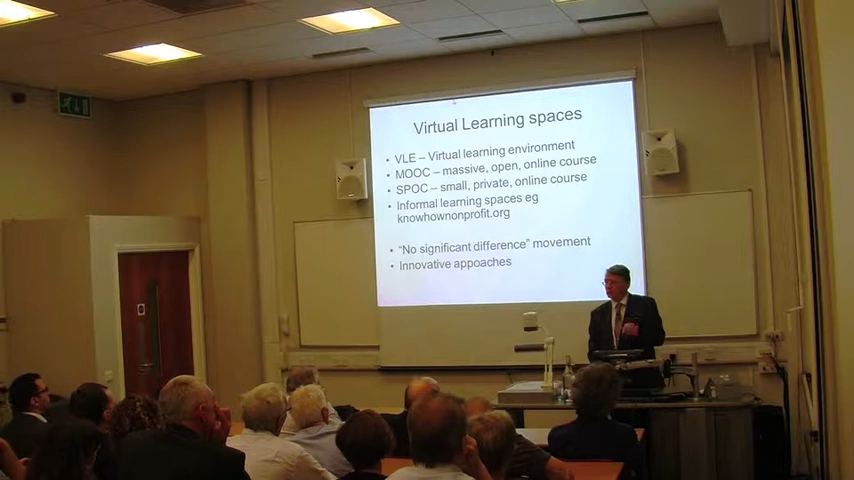 Virtual Learning spaces
• VLE – Virtual learning environment
• MOOC – massive, open, online course
• SPOC – small, private, online course
• Informal learning spaces eg
knowhownonprofit.org
• “No significant difference” movement
• Innovative appoaches